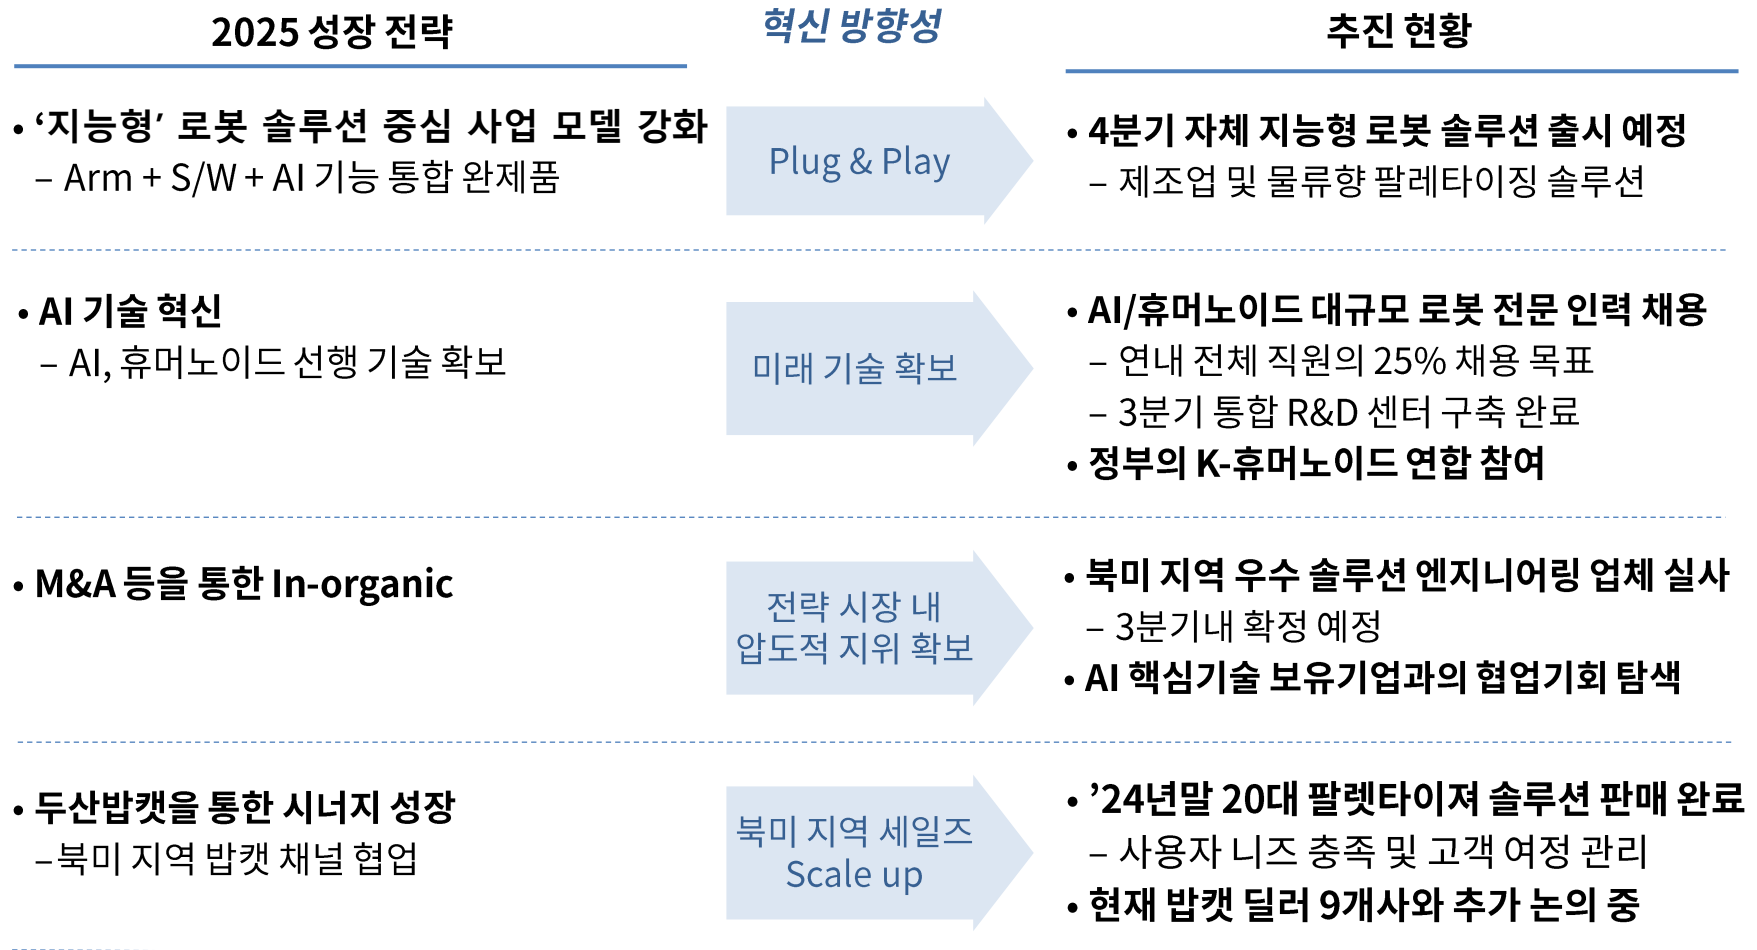 2025 성장 전략
혁신 방향성
추진 현황
• ‘지능형’ 로봇 솔루션 중심 사업 모델 강화
– Arm + S/W + AI 기능 통합 완제품
Plug & Play
• 4분기 자체 지능형 로봇 솔루션 출시 예정
– 제조업 및 물류향 팔레타이징 솔루션
• AI 기술 혁신
– AI, 휴머노이드 선행 기술 확보
미래 기술 확보
• AI/휴머노이드 대규모 로봇 전문 인력 채용
– 연내 전체 직원의 25% 채용 목표
– 3분기 통합 R&D 센터 구축 완료
• 정부의 K-휴머노이드 연합 참여
• M&A 등을 통한 In-organic
전략 시장 내
압도적 지위 확보
• 북미 지역 우수 솔루션 엔지니어링 업체 실사
– 3분기내 확정 예정
• AI 핵심기술 보유기업과의 협업기회 탐색
• 두산밥캣을 통한 시너지 성장
–북미 지역 밥캣 채널 협업
북미 지역 세일즈
Scale up
• ’24년말 20대 팔렛타이져 솔루션 판매 완료
– 사용자 니즈 충족 및 고객 여정 관리
• 현재 밥캣 딜러 9개사와 추가 논의 중